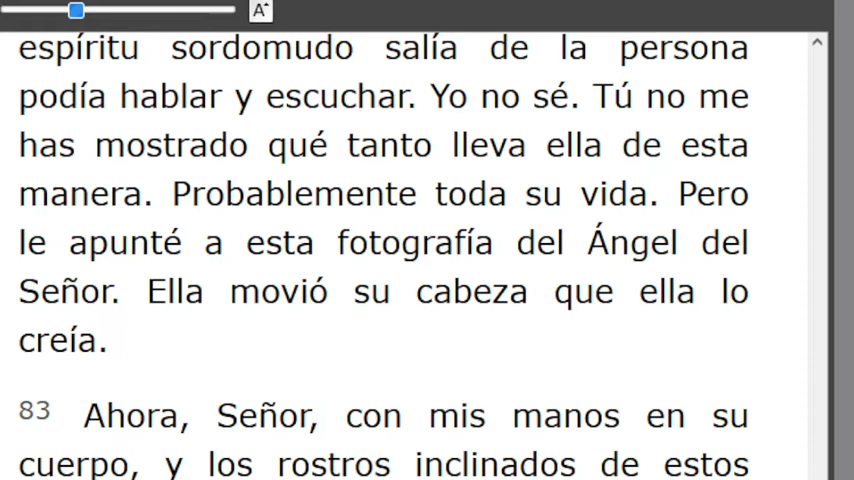 A
espíritu sordomudo salía de la persona
podía hablar y escuchar. Yo no sé. Tú no me
has mostrado qué tanto lleva ella de esta
manera. Probablemente toda su vida. Pero
le apunté a esta fotografía del Ángel del
Señor. Ella movió su cabeza que ella lo
creía.
83 Ahora, Señor, con mis manos en su
cuerpo, y los rostros inclinados de estos